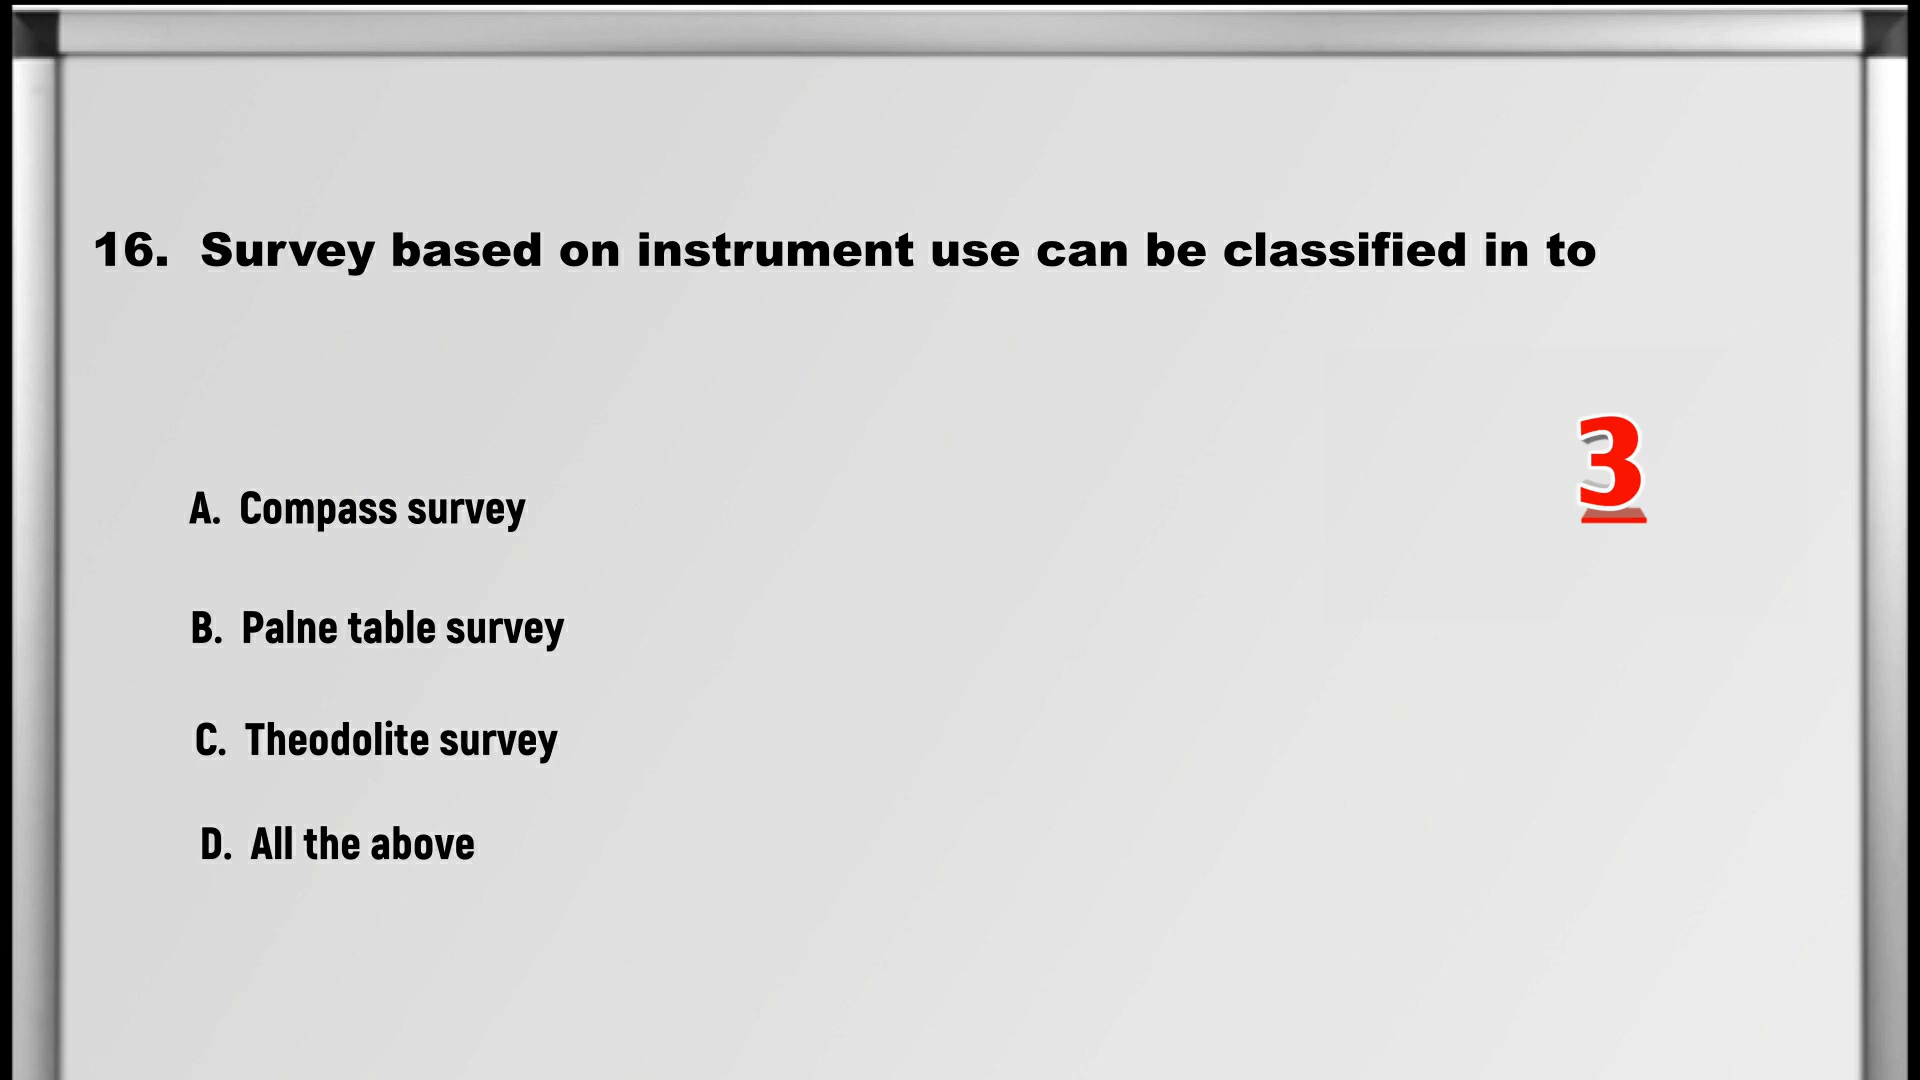 16. Survey based on instrument use can be classified in to
3
A. Compass survey
B. Palne table survey
C. Theodolite survey
D. All the above